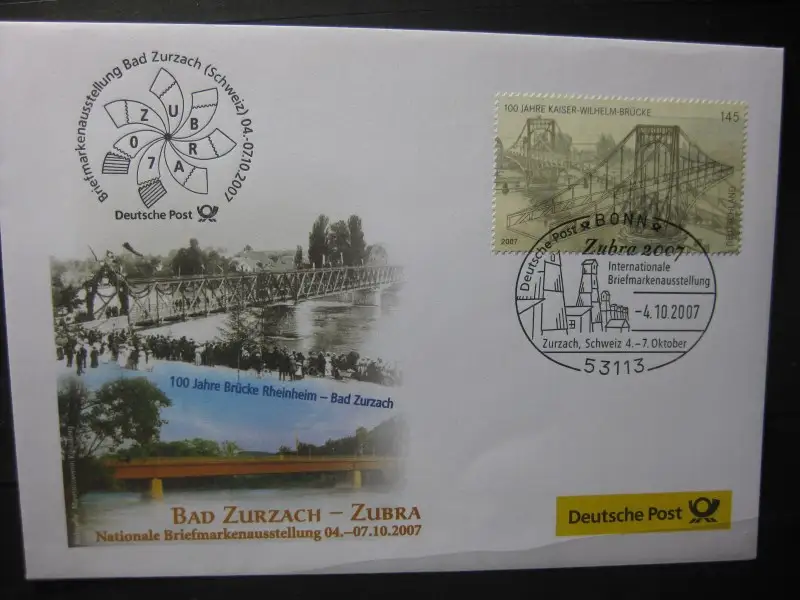 Briefmarkenausstellung Bad Zurzach (Schweiz) 04.-07.10.2007
ZUBRA 07
Deutsche Post
100 JAHRE KAISER-WILHELM-BRÜCKE
145
2007
DEUTSCHLAND
Deutsche Post BONN
Zubra 2007
Internationale
Briefmarkenausstellung
-4.10.2007
Zurzach, Schweiz 4.-7. Oktober
53113
100 Jahre Brücke Rheinheim - Bad Zurzach
BAD ZURZACH – ZUBRA
Nationale Briefmarkenausstellung 04.–07.10.2007
Deutsche Post